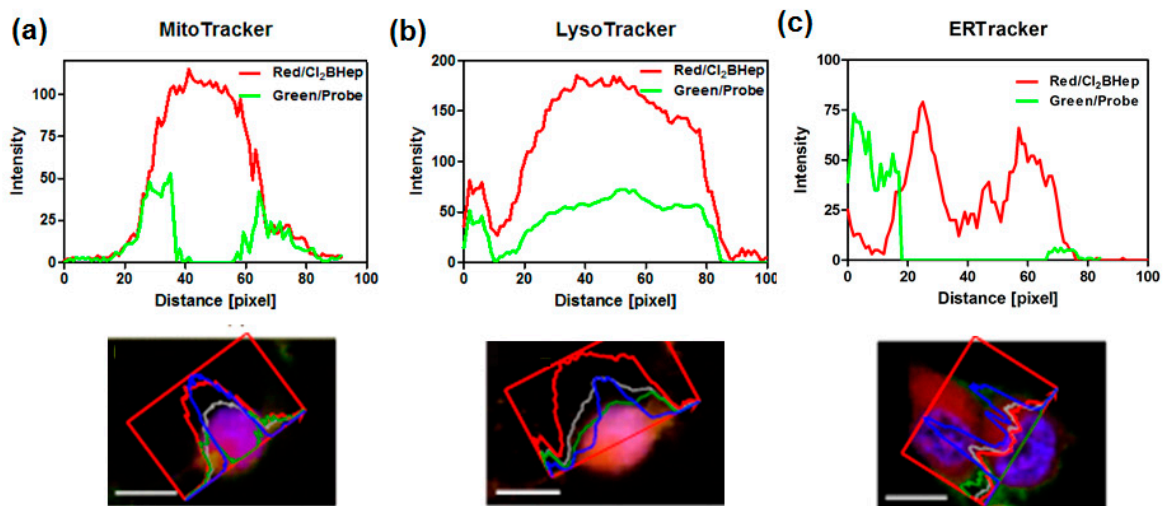 (a)
MitoTracker
Red/Cl₂BHep
Green/Probe
Intensity
100
75
50
25
0
0 20 40 60 80 100
Distance [pixel]
(b)
LysoTracker
Red/Cl₂BHep
Green/Probe
Intensity
200
150
100
50
0
0 20 40 60 80 100
Distance [pixel]
(c)
ERTracker
Red/Cl₂BHep
Green/Probe
Intensity
100
75
50
25
0
0 20 40 60 80 100
Distance [pixel]